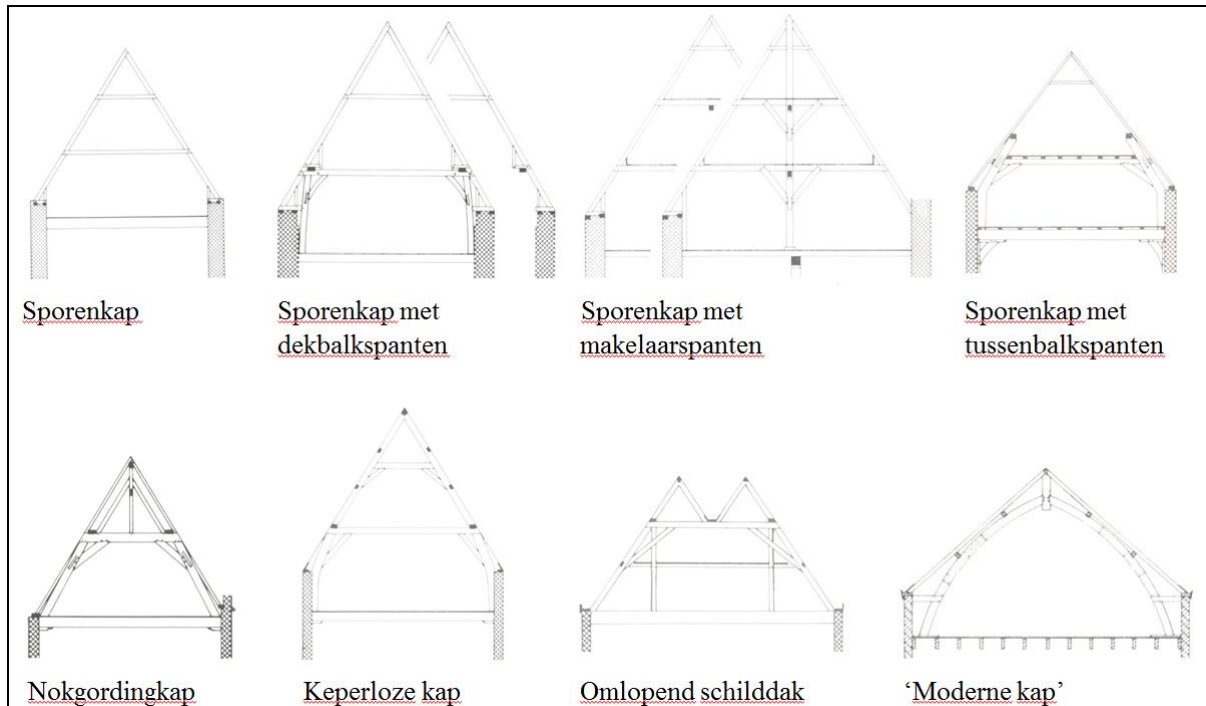 Sporenkap
Sporenkap met
dekbalkspanten
Sporenkap met
makelaarspanten
Sporenkap met
tussenbalkspanten
Nokgordingkap
Keperloze kap
Omlopend schilddak
‘Moderne kap’